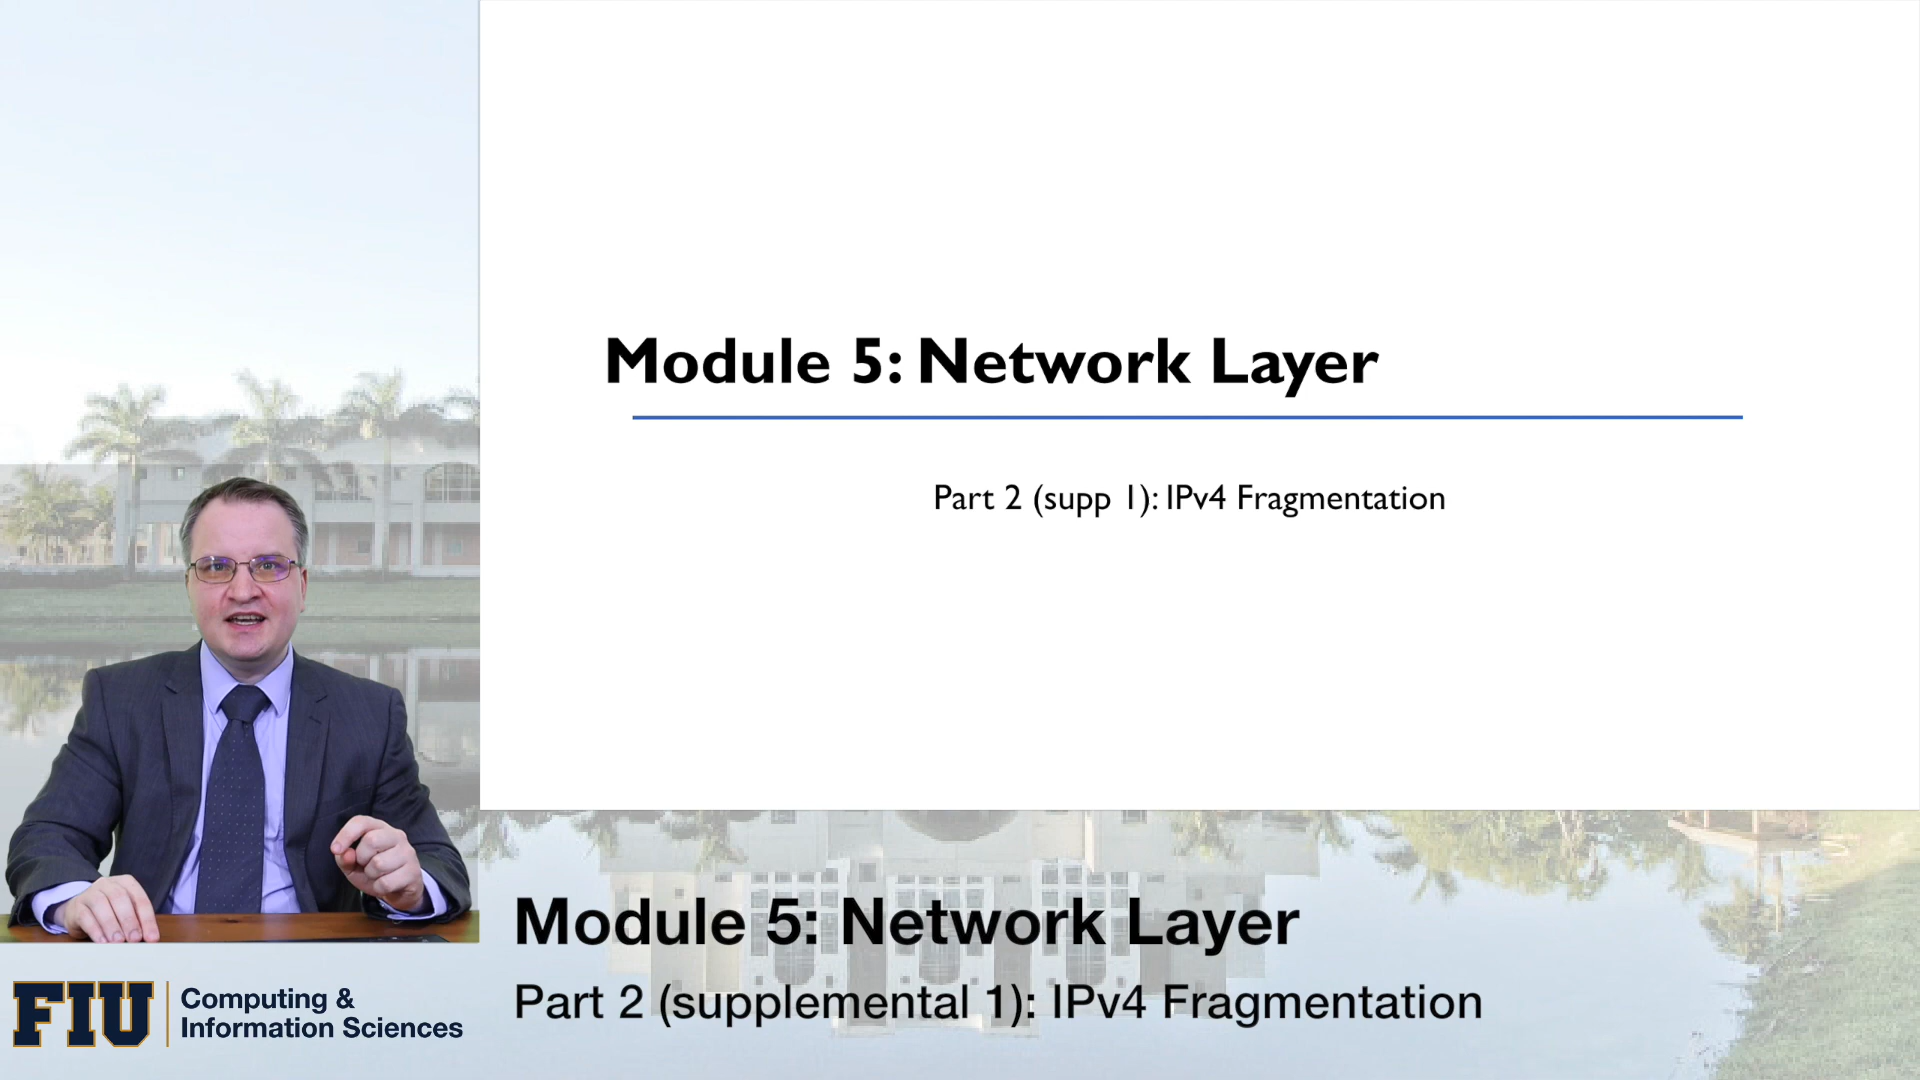 Module 5: Network Layer
Part 2 (supp 1): IPv4 Fragmentation
Module 5: Network Layer
Part 2 (supplemental 1): IPv4 Fragmentation
FIU
Computing &
Information Sciences